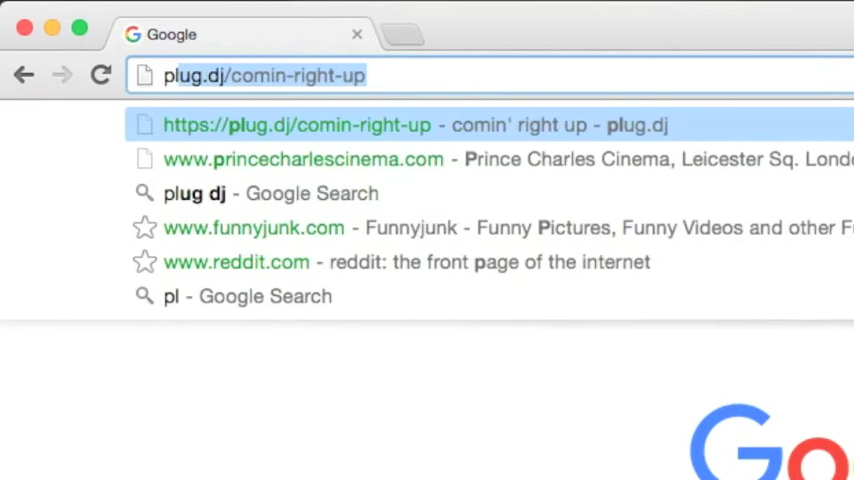 Google
plug.dj/comin-right-up
https://plug.dj/comin-right-up - comin' right up - plug.dj
www.princecharlescinema.com - Prince Charles Cinema, Leicester Sq. Londo
plug dj - Google Search
www.funnyjunk.com - Funnyjunk - Funny Pictures, Funny Videos and other F
www.reddit.com - reddit: the front page of the internet
pl - Google Search
Go